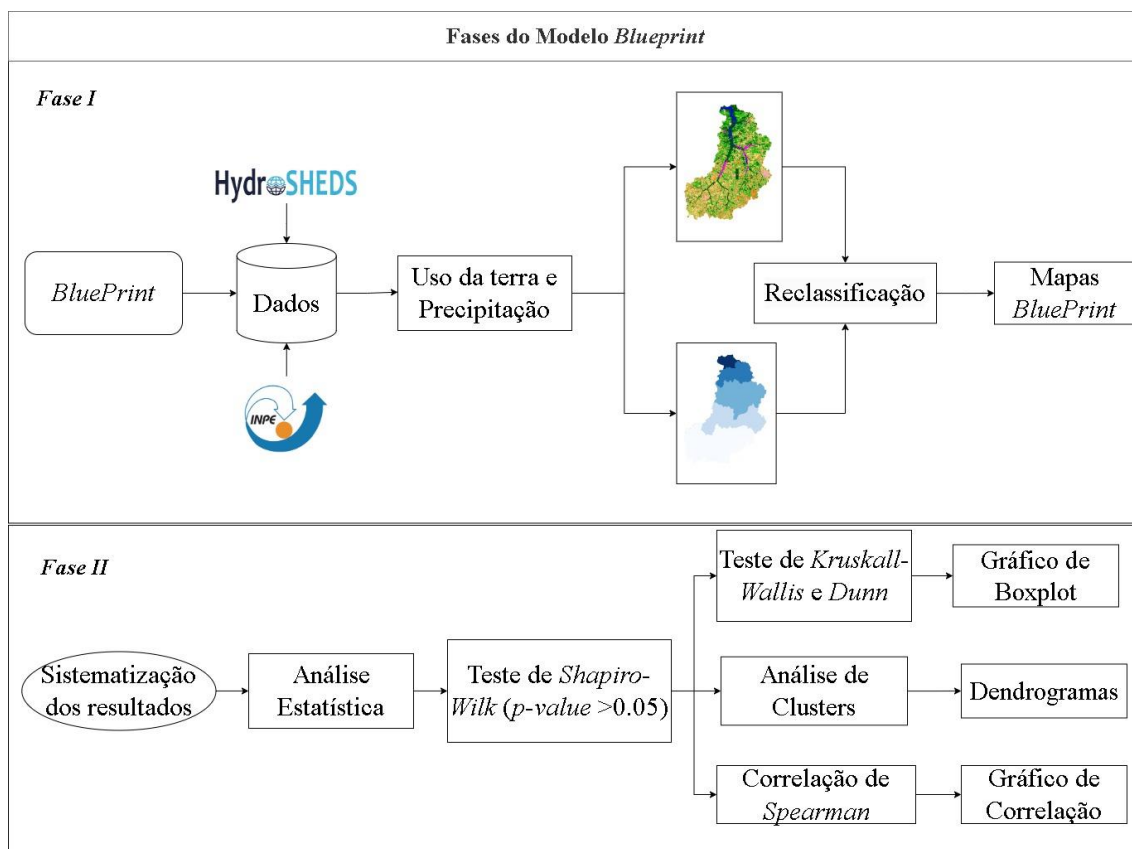 Fases do Modelo Blueprint
Fase I
HydroSHEDS
BluePrint
Dados
Uso da terra e
Precipitação
Reclassificação
Mapas
BluePrint
INPE
Fase II
Sistematização
dos resultados
Análise
Estatística
Teste de Shapiro-
Wilk (p-value >0.05)
Teste de Kruskall-
Wallis e Dunn
Gráfico de
Boxplot
Análise de
Clusters
Dendrogramas
Correlação de
Spearman
Gráfico de
Correlação